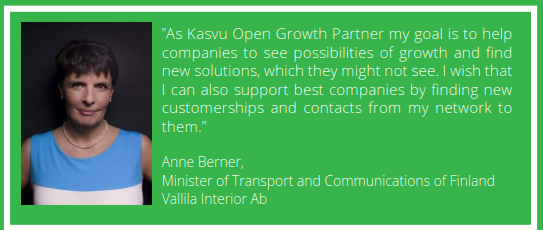 ”As Kasvu Open Growth Partner my goal is to help
companies to see possibilities of growth and find
new solutions, which they might not see. I wish that
I can also support best companies by finding new
customerships and contacts from my network to
them.”
Anne Berner,
Minister of Transport and Communications of Finland
Vallila Interior Ab